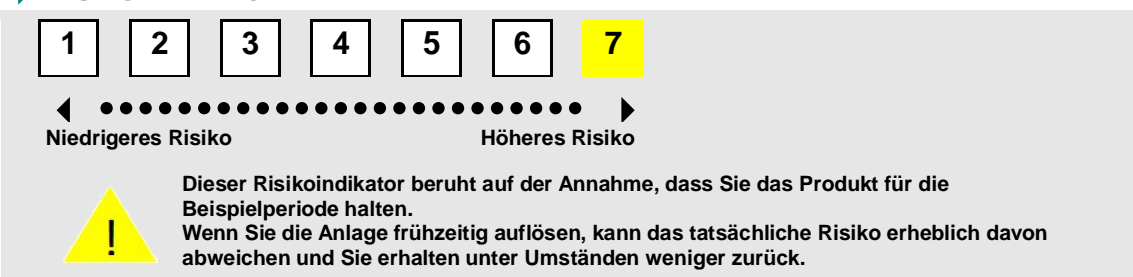 1 2 3 4 5 6 7
Niedrigeres Risiko Höheres Risiko
Dieser Risikoindikator beruht auf der Annahme, dass Sie das Produkt für die
Beispielperiode halten.
! Wenn Sie die Anlage frühzeitig auflösen, kann das tatsächliche Risiko erheblich davon
abweichen und Sie erhalten unter Umständen weniger zurück.